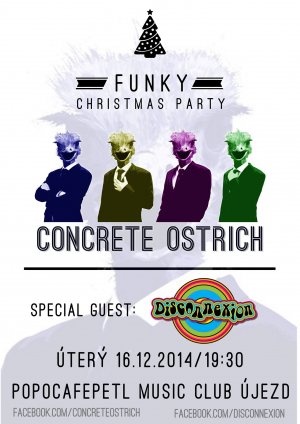 FUNKY
CHRISTMAS PARTY
CONCRETE OSTRICH
SPECIAL GUEST: DISCONNEXION
ÚTERÝ 16.12.2014/19:30
POPOCAFEPETL MUSIC CLUB ÚJEZD
FACEBOOK.COM/CONCRETEOSTRICH FACEBOOK.COM/DISCONNEXION